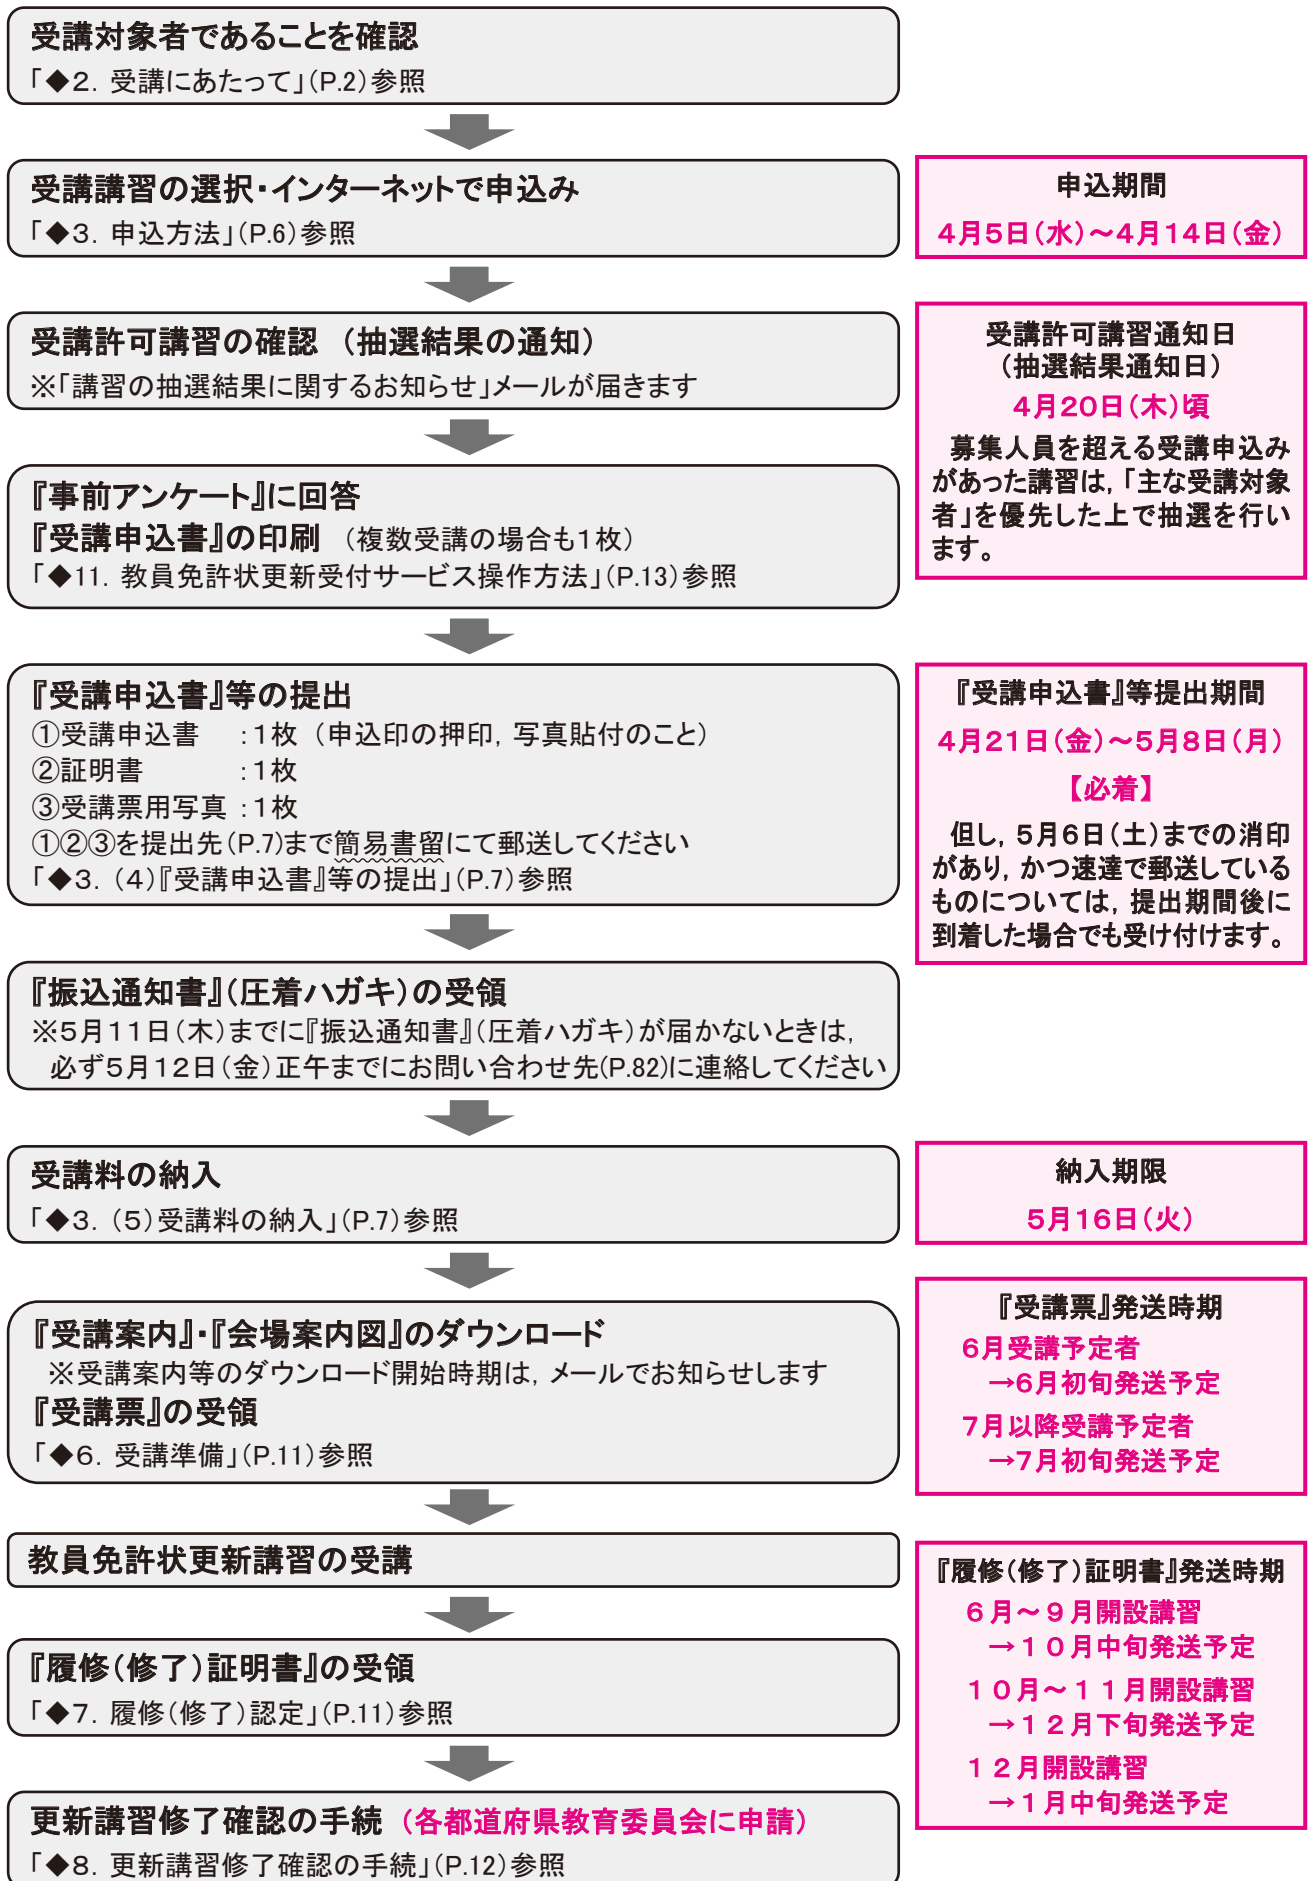 受講対象者であることを確認
「◆2．受講にあたって」（P.2）参照
受講講習の選択・インターネットで申込み
「◆3．申込方法」（P.6）参照
申込期間
４月５日（水）～４月１４日（金）
受講許可講習の確認　（抽選結果の通知）
※「講習の抽選結果に関するお知らせ」メールが届きます
受講許可講習通知日
（抽選結果通知日）
４月２０日（木）頃
募集人員を超える受講申込み
があった講習は，「主な受講対象
者」を優先した上で抽選を行い
ます。
『事前アンケート』に回答
『受講申込書』の印刷　（複数受講の場合も１枚）
「◆11．教員免許状更新受付サービス操作方法」（P.13）参照
『受講申込書』等の提出
①受講申込書　：１枚　（申込印の押印，写真貼付のこと）
②証明書　：１枚
③受講票用写真　：１枚
①②③を提出先（P.7）まで簡易書留にて郵送してください
「◆3．（４）『受講申込書』等の提出」（P.7）参照
『受講申込書』等提出期間
４月２１日（金）～５月８日（月）
【必着】
但し，５月６日（土）までの消印
があり，かつ速達で郵送している
ものについては，提出期間後に
到着した場合でも受け付けます。
『振込通知書』（圧着ハガキ）の受領
※５月１１日（木）までに『振込通知書』（圧着ハガキ）が届かないときは，
必ず５月１２日（金）正午までにお問い合わせ先(P.82)に連絡してください
受講料の納入
「◆3．（５）受講料の納入」（P.7）参照
納入期限
５月１６日（火）
『受講案内』・『会場案内図』のダウンロード
※受講案内等のダウンロード開始時期は，メールでお知らせします
『受講票』の受領
「◆6．受講準備」（P.11）参照
『受講票』発送時期
６月受講予定者
→６月初旬発送予定
７月以降受講予定者
→７月初旬発送予定
教員免許状更新講習の受講
『履修（修了）証明書』の受領
「◆7．履修（修了）認定」（P.11）参照
『履修（修了）証明書』発送時期
６月～９月開設講習
→１０月中旬発送予定
１０月～１１月開設講習
→１２月下旬発送予定
１２月開設講習
→１月中旬発送予定
更新講習修了確認の手続　（各都道府県教育委員会に申請）
「◆8．更新講習修了確認の手続」（P.12）参照